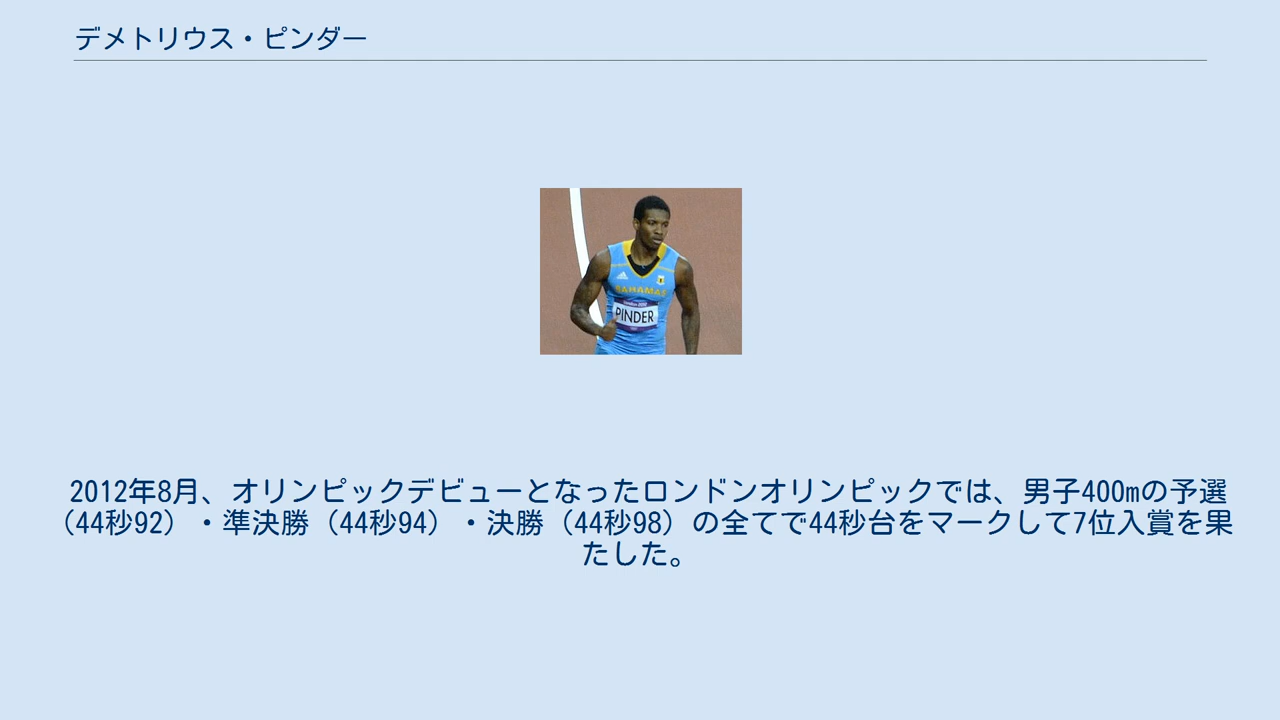 デメトリウス・ピンダー
BAHAMAS
PINDER
2012年8月、オリンピックデビューとなったロンドンオリンピックでは、男子400mの予選
（44秒92）・準決勝（44秒94）・決勝（44秒98）の全てで44秒台をマークして7位入賞を果
たした。